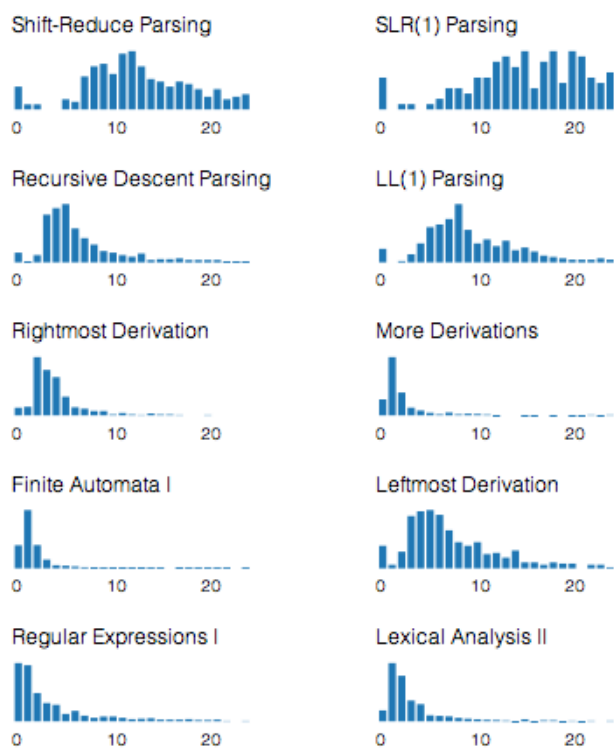 Shift-Reduce Parsing
SLR(1) Parsing
0 10 20
0 10 20
Recursive Descent Parsing
LL(1) Parsing
0 10 20
0 10 20
Rightmost Derivation
More Derivations
0 10 20
0 10 20
Finite Automata I
Leftmost Derivation
0 10 20
0 10 20
Regular Expressions I
Lexical Analysis II
0 10 20
0 10 20